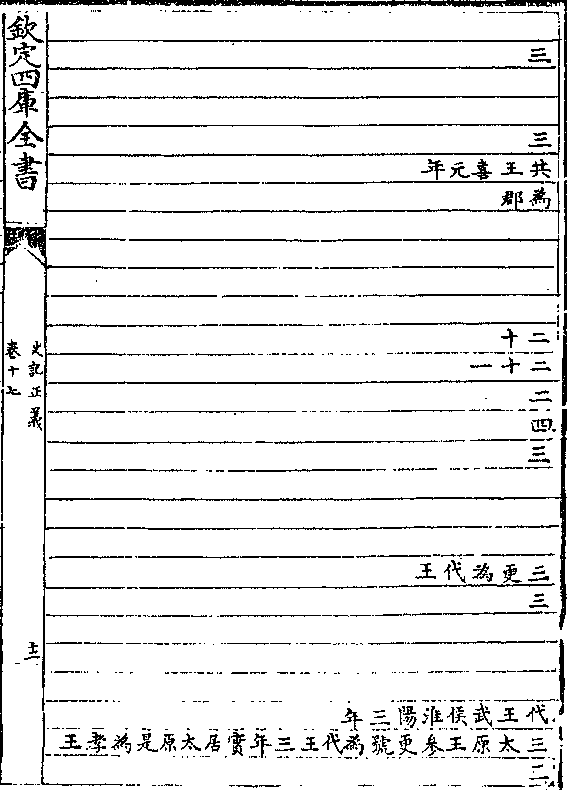 三
三
共王喜元年
為郡
二十
二十一
二
四
三
三更為代王
三
代王武侯淮陽三年
三太原王參更號為代王三年實居太原是為孝王
二
欽定四庫全書
史記正義
卷十七
十二